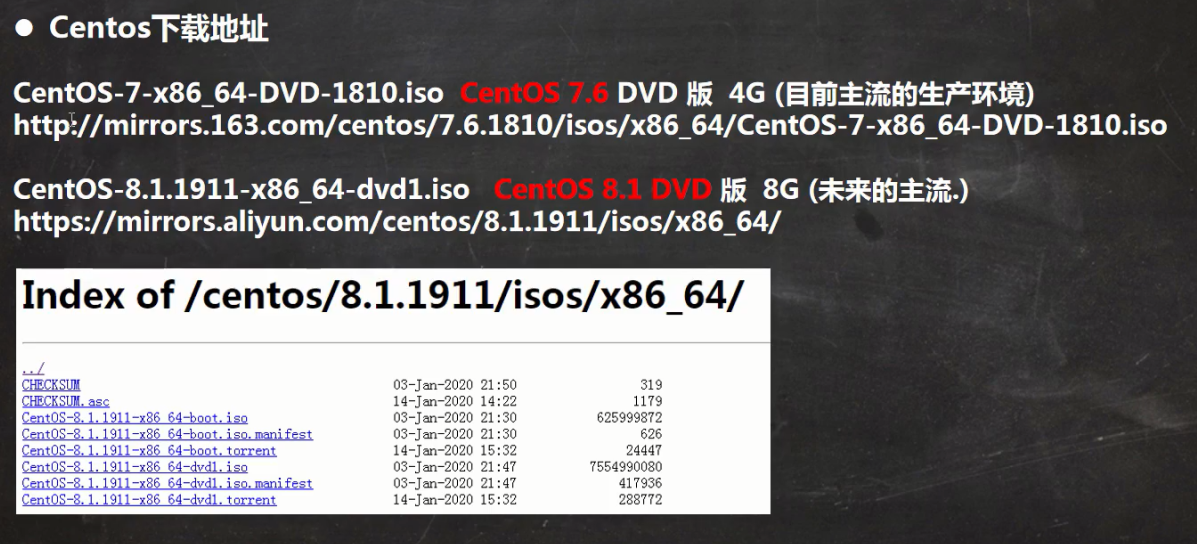 ● Centos下载地址
CentOS-7-x86_64-DVD-1810.iso CentOS 7.6 DVD 版 4G (目前主流的生产环境)
http://mirrors.163.com/centos/7.6.1810/isos/x86_64/CentOS-7-x86_64-DVD-1810.iso
CentOS-8.1.1911-x86_64-dvd1.iso CentOS 8.1 DVD 版 8G (未来的主流.)
https://mirrors.aliyun.com/centos/8.1.1911/isos/x86_64/
Index of /centos/8.1.1911/isos/x86_64/
../
CHECKSUM 03-Jan-2020 21:50 319
CHECKSUM.asc 14-Jan-2020 14:22 1179
CentOS-8.1.1911-x86_64-boot.iso 03-Jan-2020 21:30 625999872
CentOS-8.1.1911-x86_64-boot.iso.manifest 03-Jan-2020 21:30 626
CentOS-8.1.1911-x86_64-boot.torrent 14-Jan-2020 15:32 24447
CentOS-8.1.1911-x86_64-dvd1.iso 03-Jan-2020 21:47 7554990080
CentOS-8.1.1911-x86_64-dvd1.iso.manifest 03-Jan-2020 21:47 417936
CentOS-8.1.1911-x86_64-dvd1.torrent 14-Jan-2020 15:32 288772